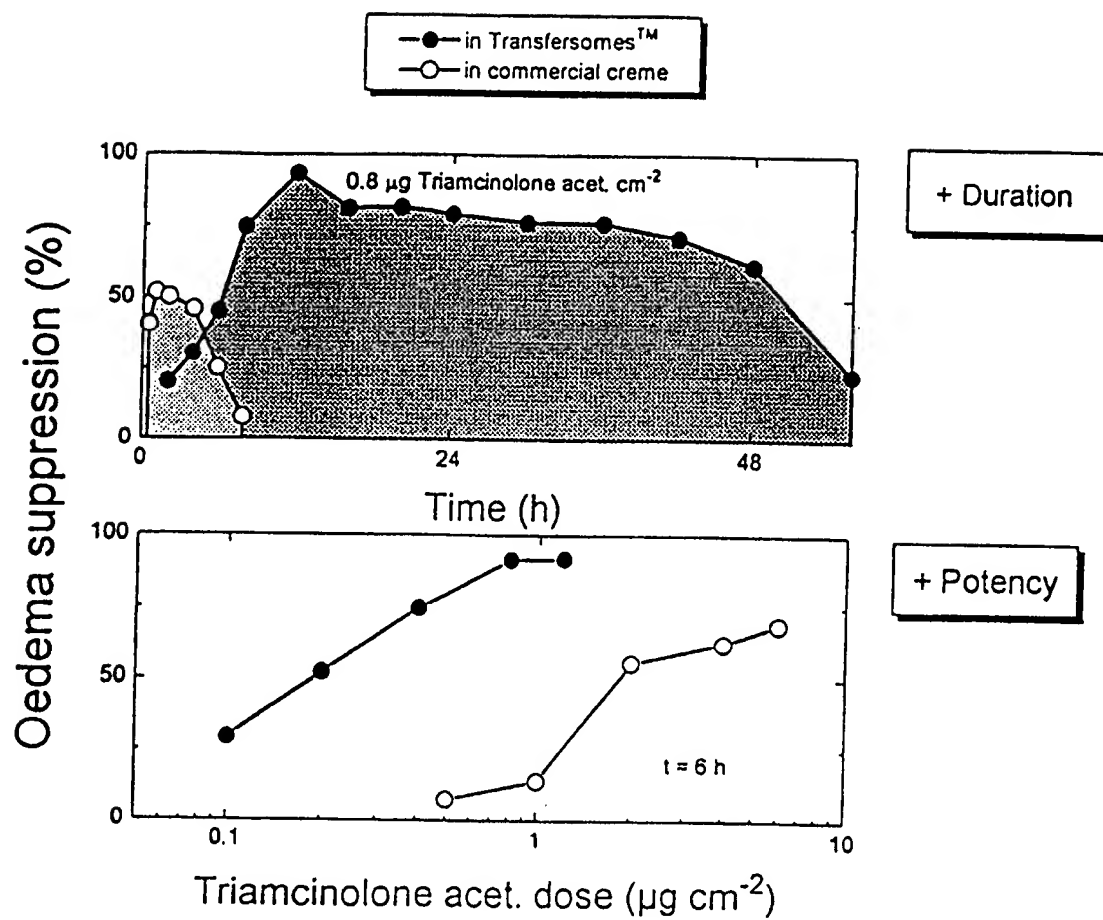 in Transfersomes™
in commercial creme
100
50
0
0.8 µg Triamcinolone acet. cm⁻²
0
24
48
Time (h)
+ Duration
Oedema suppression (%)
100
50
0
t = 6 h
0.1
1
10
Triamcinolone acet. dose (µg cm⁻²)
+ Potency